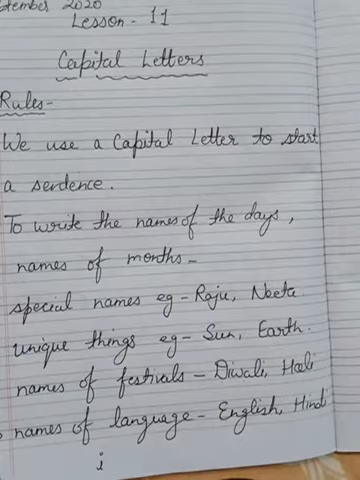 September 2020
Lesson - 11
Capital Letters
Rules-
We use a Capital Letter to start
a sentence.
To write the names of the days,
names of months-
special names eg- Raju, Neeta
unique things eg- Sun, Earth.
names of festivals - Diwali, Holi
names of language - English, Hindi
i